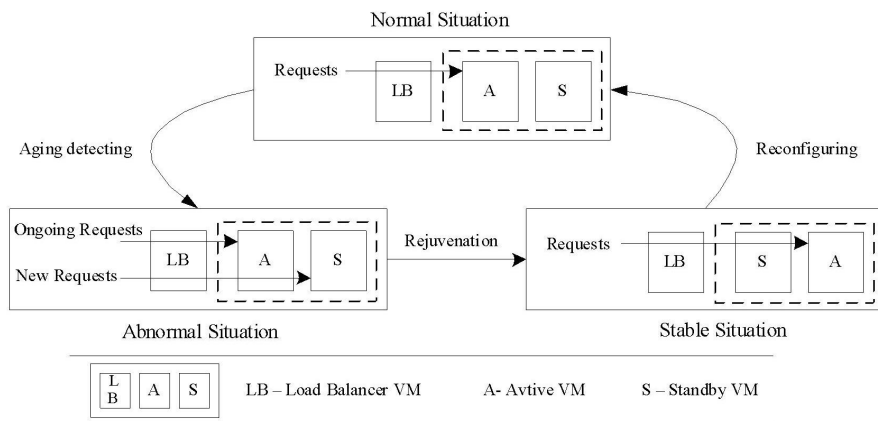 Normal Situation
Requests
LB
A
S
Aging detecting
Reconfiguring
Ongoing Requests
New Requests
LB
A
S
Rejuvenation
Requests
LB
S
A
Abnormal Situation
Stable Situation
L
B
A
S
LB – Load Balancer VM
A- Avtive VM
S – Standby VM